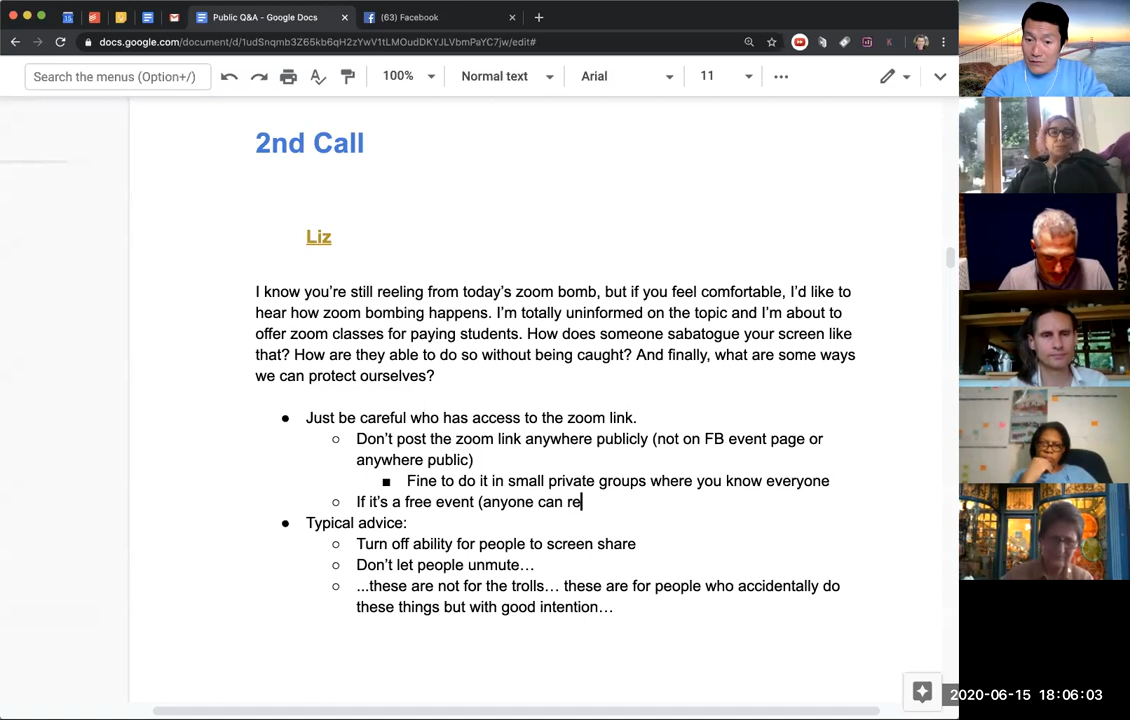 Public Q&A - Google Docs
(63) Facebook
docs.google.com/document/d/1udSnqmb3Z65kb6qH2zYwV1tLMOudDKYJLVbmPaYC7jw/edit#
Search the menus (Option+/)
100%
Normal text
Arial
11
2nd Call
Liz
I know you're still reeling from today's zoom bomb, but if you feel comfortable, I'd like to
hear how zoom bombing happens. I'm totally uninformed on the topic and I'm about to
offer zoom classes for paying students. How does someone sabatogue your screen like
that? How are they able to do so without being caught? And finally, what are some ways
we can protect ourselves?
● Just be careful who has access to the zoom link.
○ Don't post the zoom link anywhere publicly (not on FB event page or
anywhere public)
■ Fine to do it in small private groups where you know everyone
○ If it's a free event (anyone can re
● Typical advice:
○ Turn off ability for people to screen share
○ Don't let people unmute…
○ ...these are not for the trolls… these are for people who accidentally do
these things but with good intention…
2020-06-15 18:06:03